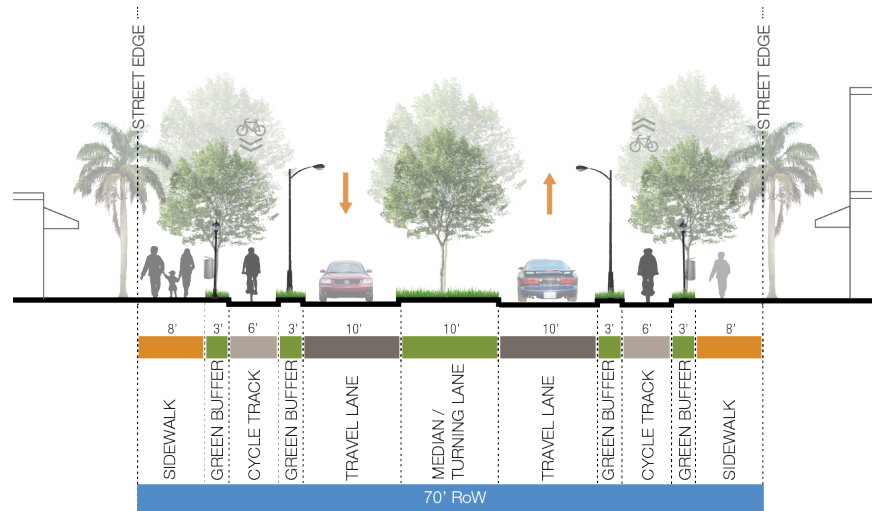 STREET EDGE
STREET EDGE
8'
3'
6'
3'
10'
10'
10'
3'
6'
3'
8'
SIDEWALK
GREEN BUFFER
CYCLE TRACK
GREEN BUFFER
TRAVEL LANE
MEDIAN /
TURNING LANE
TRAVEL LANE
GREEN BUFFER
CYCLE TRACK
GREEN BUFFER
SIDEWALK
70' RoW